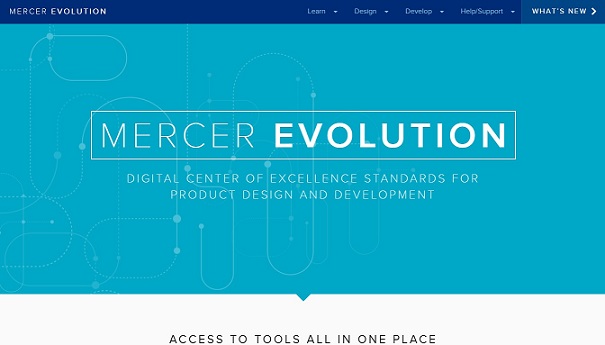 MERCER EVOLUTION
Learn
Design
Develop
Help/Support
WHAT'S NEW
MERCER EVOLUTION
DIGITAL CENTER OF EXCELLENCE STANDARDS FOR
PRODUCT DESIGN AND DEVELOPMENT
ACCESS TO TOOLS ALL IN ONE PLACE